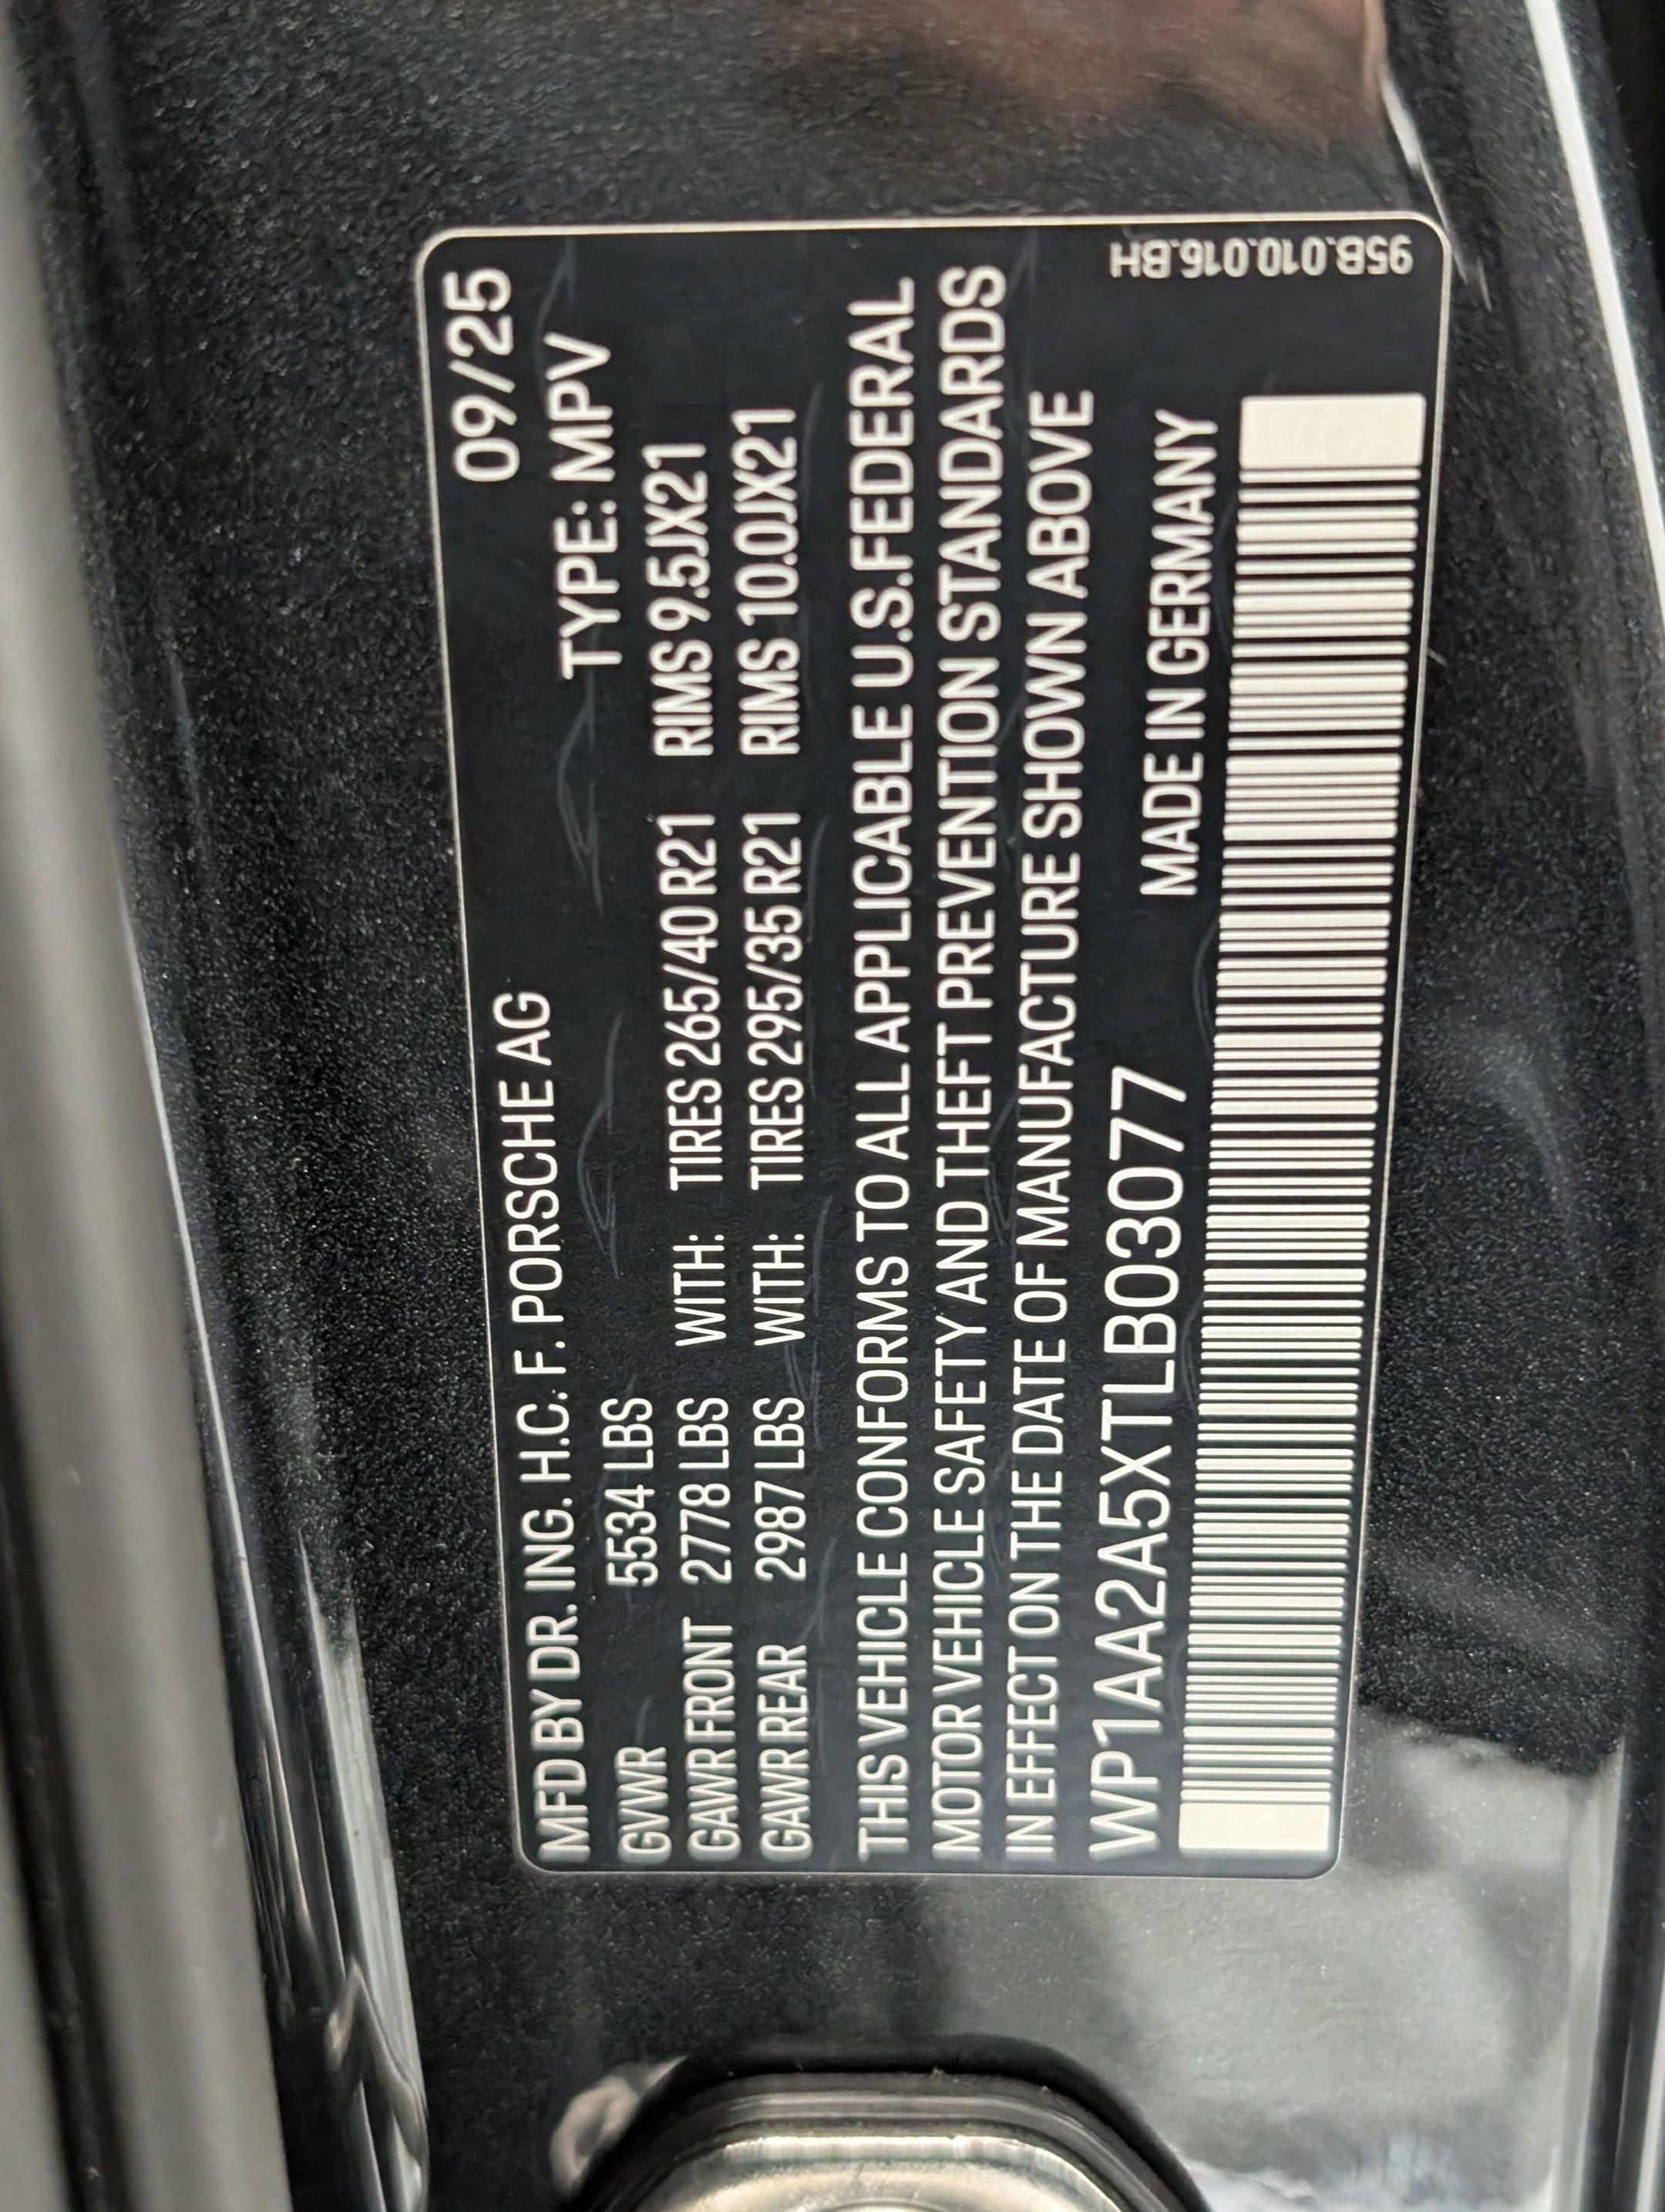 09/25
MFD BY DR. ING. H.C. F. PORSCHE AG
TYPE: MPV
GVWR 5534 LBS
GAWR FRONT 2778 LBS WITH: TIRES 265/40 R21 RIMS 9.5JX21
GAWR REAR 2987 LBS WITH: TIRES 295/35 R21 RIMS 10.0JX21
THIS VEHICLE CONFORMS TO ALL APPLICABLE U.S.FEDERAL
MOTOR VEHICLE SAFETY AND THEFT PREVENTION STANDARDS
IN EFFECT ON THE DATE OF MANUFACTURE SHOWN ABOVE
WP1AA2A5XTLB03077 MADE IN GERMANY
95B.010.016.BH